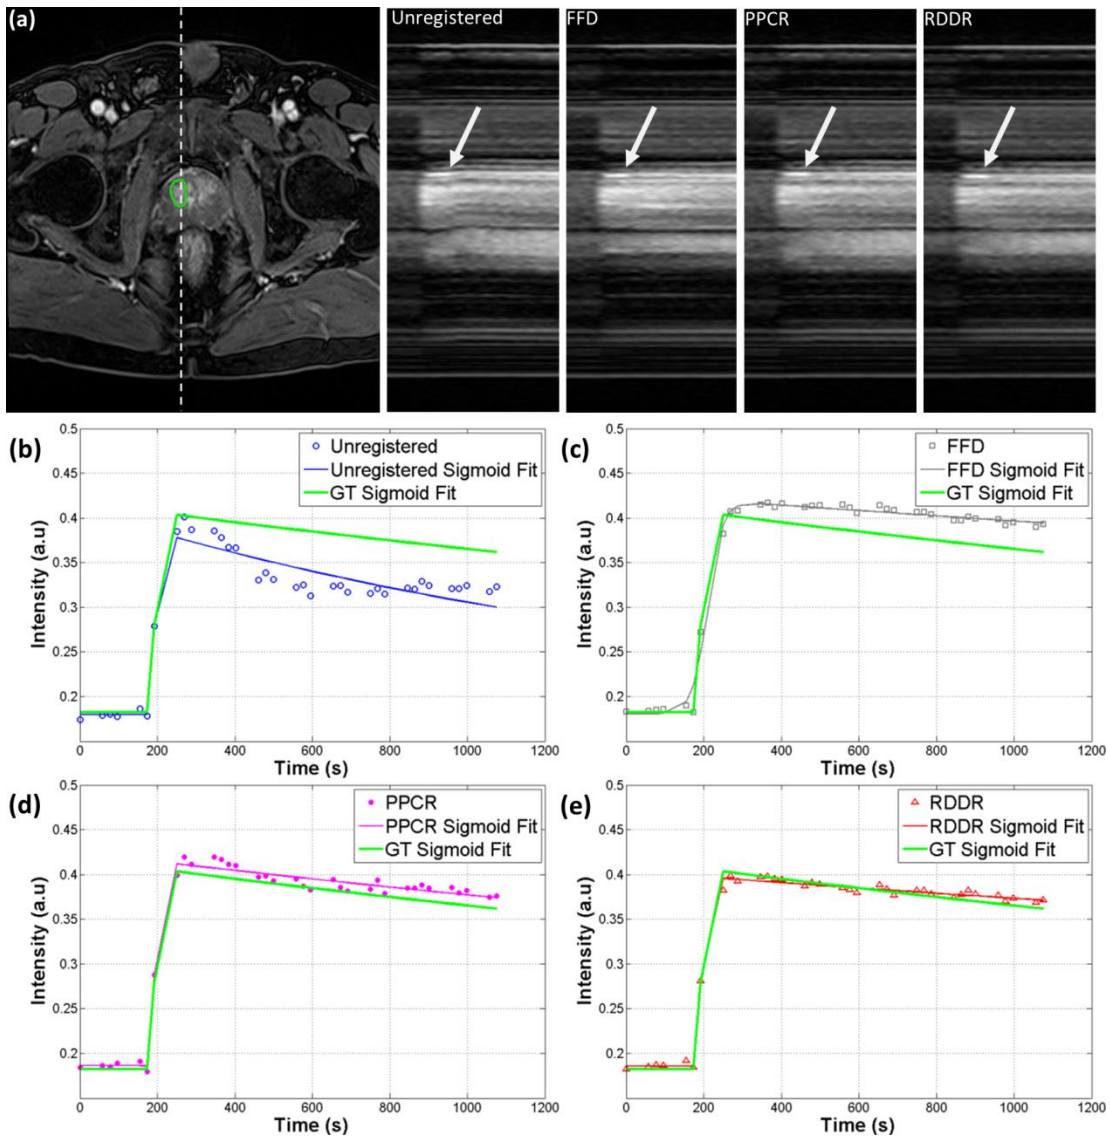 (a)
Unregistered
FFD
PPCR
RDDR
(b)
Unregistered
Unregistered Sigmoid Fit
GT Sigmoid Fit
Intensity (a.u)
0.5
0.45
0.4
0.35
0.3
0.25
0.2
0 200 400 600 800 1000 1200
Time (s)
(c)
FFD
FFD Sigmoid Fit
GT Sigmoid Fit
Intensity (a.u)
0.5
0.45
0.4
0.35
0.3
0.25
0.2
0 200 400 600 800 1000 1200
Time (s)
(d)
PPCR
PPCR Sigmoid Fit
GT Sigmoid Fit
Intensity (a.u)
0.5
0.45
0.4
0.35
0.3
0.25
0.2
0 200 400 600 800 1000 1200
Time (s)
(e)
RDDR
RDDR Sigmoid Fit
GT Sigmoid Fit
Intensity (a.u)
0.5
0.45
0.4
0.35
0.3
0.25
0.2
0 200 400 600 800 1000 1200
Time (s)